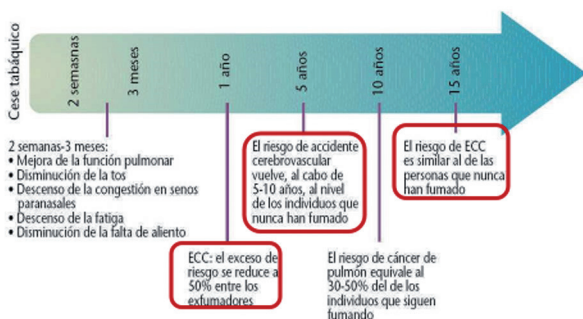 Cese tabáquico
2 semasnas
3 meses
1 año
5 años
10 años
15 años
2 semanas-3 meses:
• Mejora de la función pulmonar
• Disminución de la tos
• Descenso de la congestión en senos
paranasales
• Descenso de la fatiga
• Disminución de la falta de aliento
ECC: el exceso de
riesgo se reduce a
50% entre los
exfumadores
El riesgo de accidente
cerebrovascular
vuelve, al cabo de
5-10 años, al nivel
de los individuos que
nunca han fumado
El riesgo de cáncer de
pulmón equivale al
30-50% del de los
individuos que siguen
fumando
El riesgo de ECC
es similar al de las
personas que nunca
han fumado